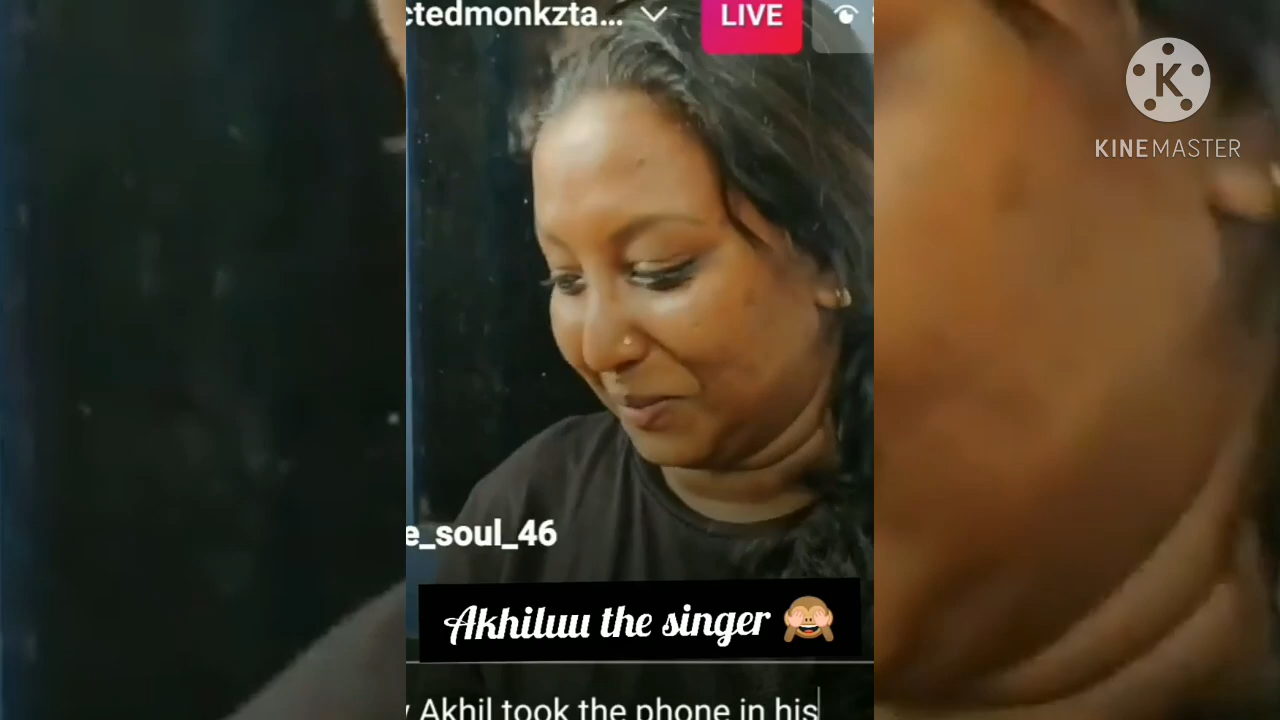 ctedmonkzta...
LIVE
K
KINEMASTER
e_soul_46
Akhiluu the singer 🙈
Akhil took the phone in his